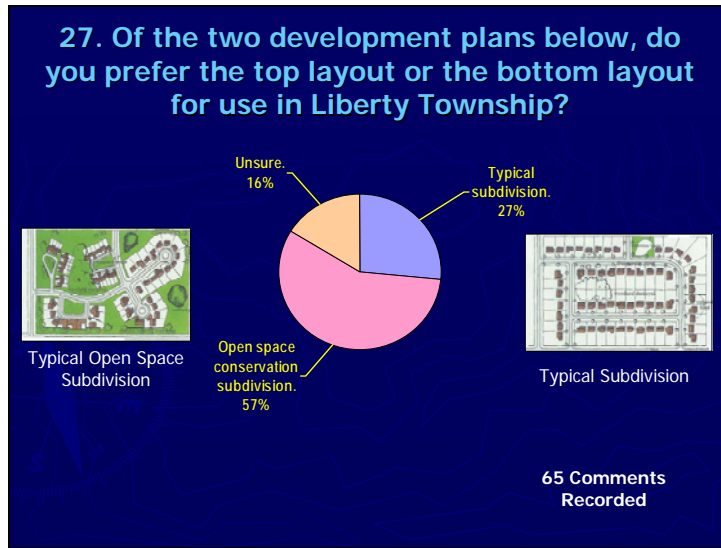 27. Of the two development plans below, do
you prefer the top layout or the bottom layout
for use in Liberty Township?
Unsure.
16%
Typical
subdivision.
27%
Typical Open Space
Subdivision
Open space
conservation
subdivision.
57%
Typical Subdivision
65 Comments
Recorded